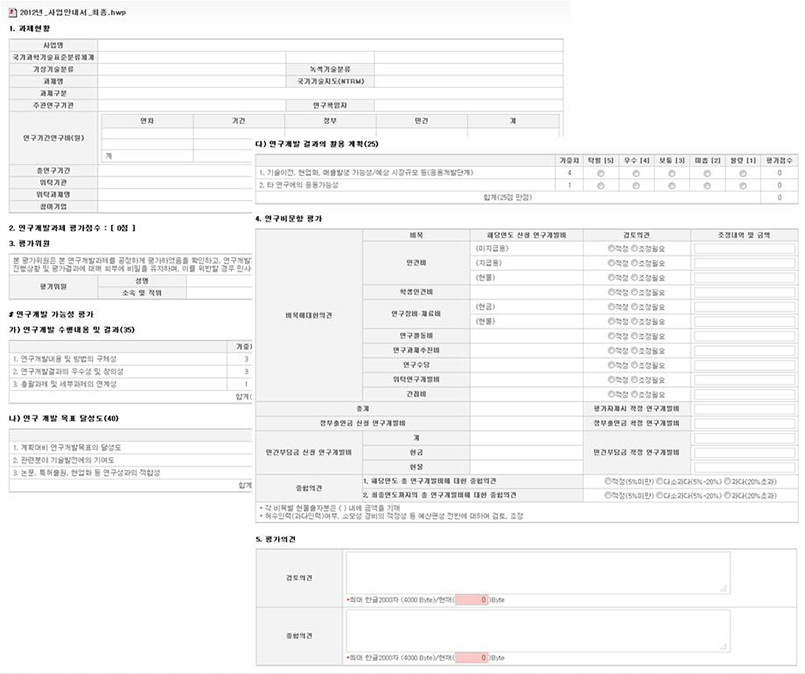 2012년_사업안내서_최종.hwp
1. 과제현황
사업명
국가과학기술표준분류체계
기상기술분류 녹색기술분류
과제명 국가기술지도(NTRM)
과제구분
주관연구기관 연구책임자
연구기간연구비(원)
연차 기간 정부 민간 계
계
총연구기간
위탁기관
위탁과제명
참여기업
2. 연구개발과제 평가점수 : [ 0점 ]
3. 평가위원
본 평가위원은 본 연구개발과제를 공정하게 평가하였음을 확인하고, 연구개발
진행상황 및 평가결과에 대해 외부에 비밀을 유지하며, 이를 위반할 경우 민사
평가위원
성명
소속 및 직위
# 연구개발 가능성 평가
가) 연구개발 수행내용 및 결과(35)
1. 연구개발내용 및 방법의 구체성 3
2. 연구개발결과의 우수성 및 창의성 3
3. 총괄과제 및 세부과제의 연계성 1
나) 연구 개발 목표 달성도(40)
1. 계획대비 연구개발목표의 달성도
2. 관련분야 기술발전에의 기여도
3. 논문, 특허출원, 현업화 등 연구성과의 적합성
다) 연구개발 결과의 활용 계획(25)
가중치 탁월 [5] 우수 [4] 보통 [3] 미흡 [2] 불량 [1] 평가점수
1. 기술이전, 현업화, 매출발생 가능성/예상 시장규모 등(응용개발단계) 4 0
2. 타 연구에의 응용가능성 1 0
합계(25점 만점) 0
4. 연구비문항 평가
비목 해당연도 신청 연구개발비 검토의견 조정내역 및 금액
비목에대한의견
인건비
(미지급용) 적정 조정필요
(지급용) 적정 조정필요
(현물) 적정 조정필요
학생인건비 적정 조정필요
연구장비·재료비
(현금) 적정 조정필요
(현물) 적정 조정필요
연구활동비 적정 조정필요
연구과제추진비 적정 조정필요
연구수당 적정 조정필요
위탁연구개발비 적정 조정필요
간접비 적정 조정필요
총계 평가자제시 적정 연구개발비
정부출연금 신청 연구개발비 정부출연금 적정 연구개발비
민간부담금 신청 연구개발비
계
현금
현물
민간부담금 적정 연구개발비
종합의견
1. 해당연도 총 연구개발비에 대한 종합의견 적정(5%미만) 다소과다(5%~20%) 과다(20%초과)
2. 최종연도까지의 총 연구개발비에 대한 종합의견 적정(5%미만) 다소과다(5%~20%) 과다(20%초과)
* 각 비목별 현물출자분은 ( ) 내에 금액을 기재
* 허수인력(과다인력)여부, 소모성 경비의 적정성 등 예산편성 전반에 대하여 검토, 조정
5. 평가의견
검토의견
*최대 한글2000자 (4000 Byte)/현재( 0 )Byte
종합의견
*최대 한글2000자 (4000 Byte)/현재( 0 )Byte